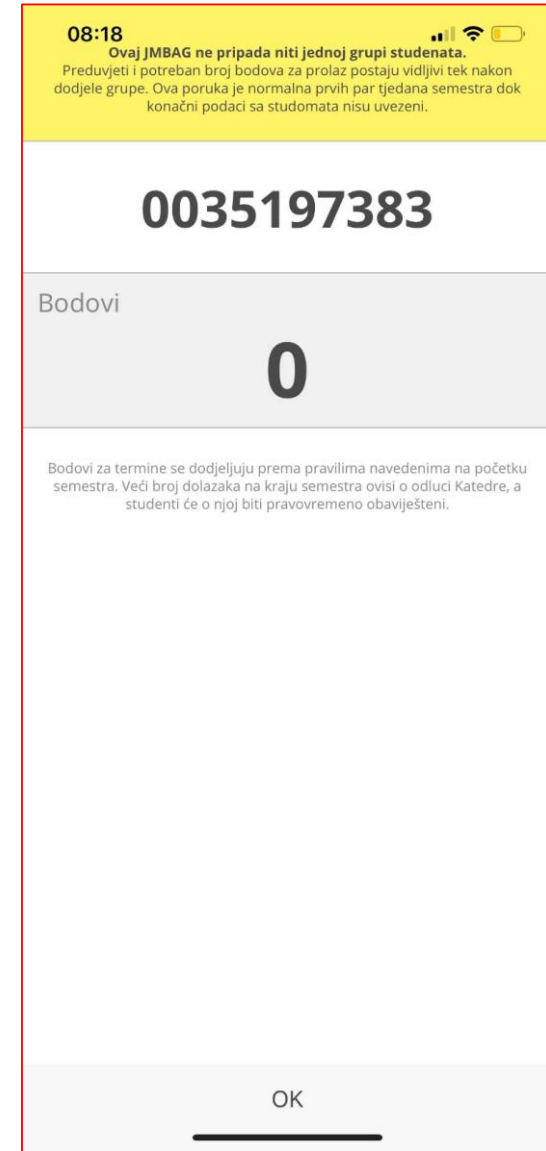 08:18
Ovaj JMBAG ne pripada niti jednoj grupi studenata.
Preduvjeti i potreban broj bodova za prolaz postaju vidljivi tek nakon
dodjele grupe. Ova poruka je normalna prvih par tjedana semestra dok
konačni podaci sa studomata nisu uvezeni.
0035197383
Bodovi
0
Bodovi za termine se dodjeljuju prema pravilima navedenima na početku
semestra. Veći broj dolazaka na kraju semestra ovisi o odluci Katedre, a
studenti će o njoj biti pravovremeno obaviješteni.
OK